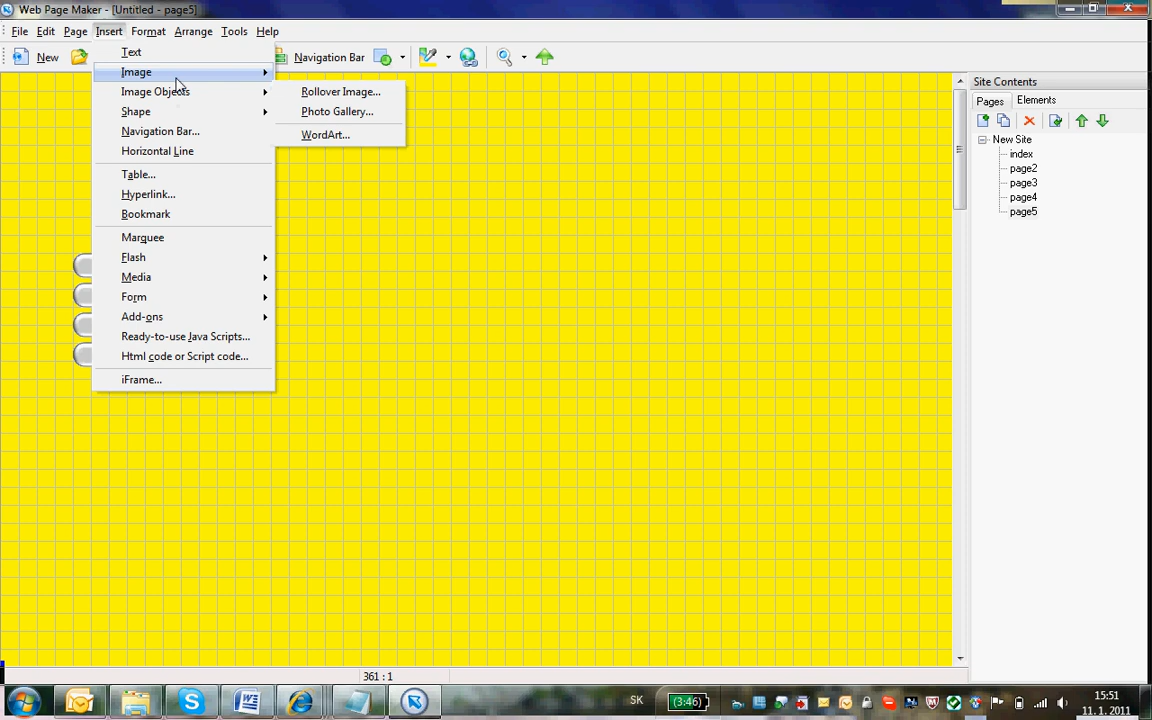 Web Page Maker - [Untitled - page5]
File Edit Page Insert Format Arrange Tools Help
New Navigation Bar
Text
Image
Image Objects
Shape
Navigation Bar...
Horizontal Line
Table...
Hyperlink...
Bookmark
Marquee
Flash
Media
Form
Add-ons
Ready-to-use Java Scripts...
Html code or Script code...
iFrame...
Rollover Image...
Photo Gallery...
WordArt...
Site Contents
Pages Elements
New Site
index
page2
page3
page4
page5
361 : 1
SK
(3:46)
15:51
11. 1. 2011